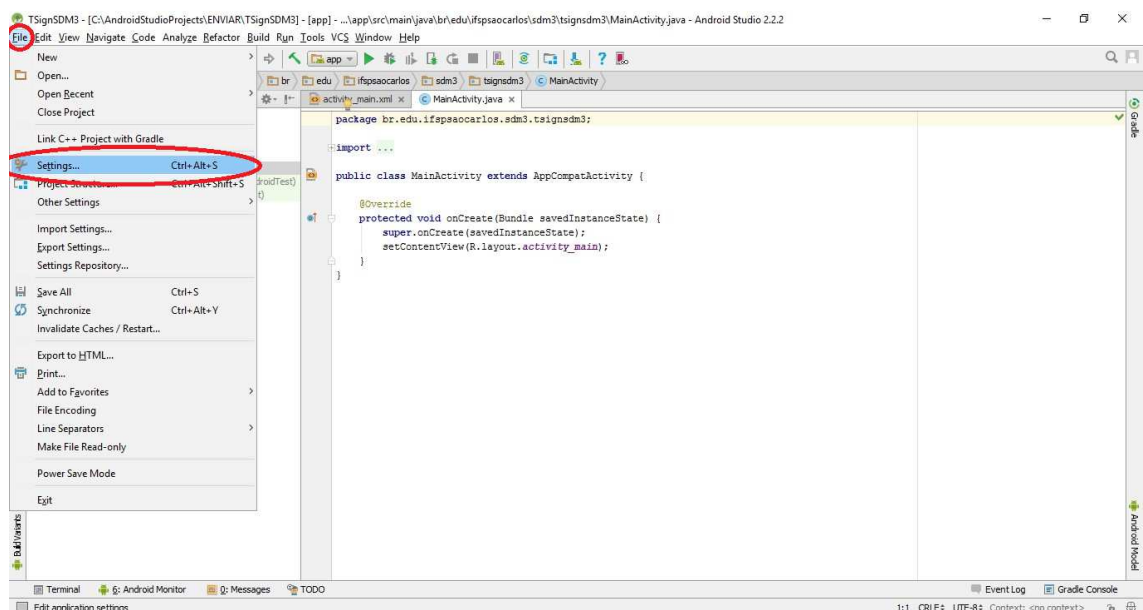 TSignSDM3 - [C:\AndroidStudioProjects\ENVIAR\TSignSDM3] - [app] - ...\app\src\main\java\br\edu\ifspsaocarlos\sdm3\tsignsdm3\MainActivity.java - Android Studio 2.2.2
File Edit View Navigate Code Analyze Refactor Build Run Tools VCS Window Help
New
Open...
Open Recent
Close Project
Link C++ Project with Gradle
Settings... Ctrl+Alt+S
Project Structure... Ctrl+Alt+Shift+S
Other Settings
Import Settings...
Export Settings...
Settings Repository...
Save All Ctrl+S
Synchronize Ctrl+Alt+Y
Invalidate Caches / Restart...
Export to HTML...
Print...
Add to Favorites
File Encoding
Line Separators
Make File Read-only
Power Save Mode
Exit
app
br edu ifspsaocarlos sdm3 tsignsdm3 MainActivity
activity_main.xml MainActivity.java
droidTest)
t)
package br.edu.ifspsaocarlos.sdm3.tsignsdm3;
import ...
public class MainActivity extends AppCompatActivity {
@Override
protected void onCreate(Bundle savedInstanceState) {
super.onCreate(savedInstanceState);
setContentView(R.layout.activity_main);
}
}
Gradle
Android Model
Build Variants
Terminal 6: Android Monitor 0: Messages TODO Event Log Gradle Console
Edit application settings 1:1 CRLF÷ UTF-8÷ Context: <no context>